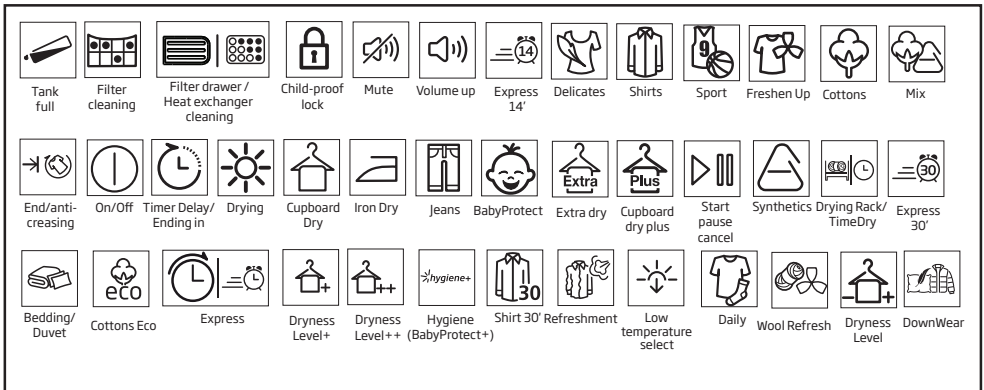 14
9
Tank full
Filter cleaning
Filter drawer / Heat exchanger cleaning
Child-proof lock
Mute
Volume up
Express 14'
Delicates
Shirts
Sport
Freshen Up
Cottons
Mix
Extra
Plus
30
End/anti-creasing
On/Off
Timer Delay/ Ending in
Drying
Cupboard Dry
Iron Dry
Jeans
BabyProtect
Extra dry
Cupboard dry plus
Start pause cancel
Synthetics
Drying Rack/ TimeDry
Express 30'
eco
+
++
hygiene+
30
- +
Bedding/ Duvet
Cottons Eco
Express
Dryness Level+
Dryness Level++
Hygiene (BabyProtect+)
Shirt 30'
Refreshment
Low temperature select
Daily
Wool Refresh
Dryness Level
DownWear